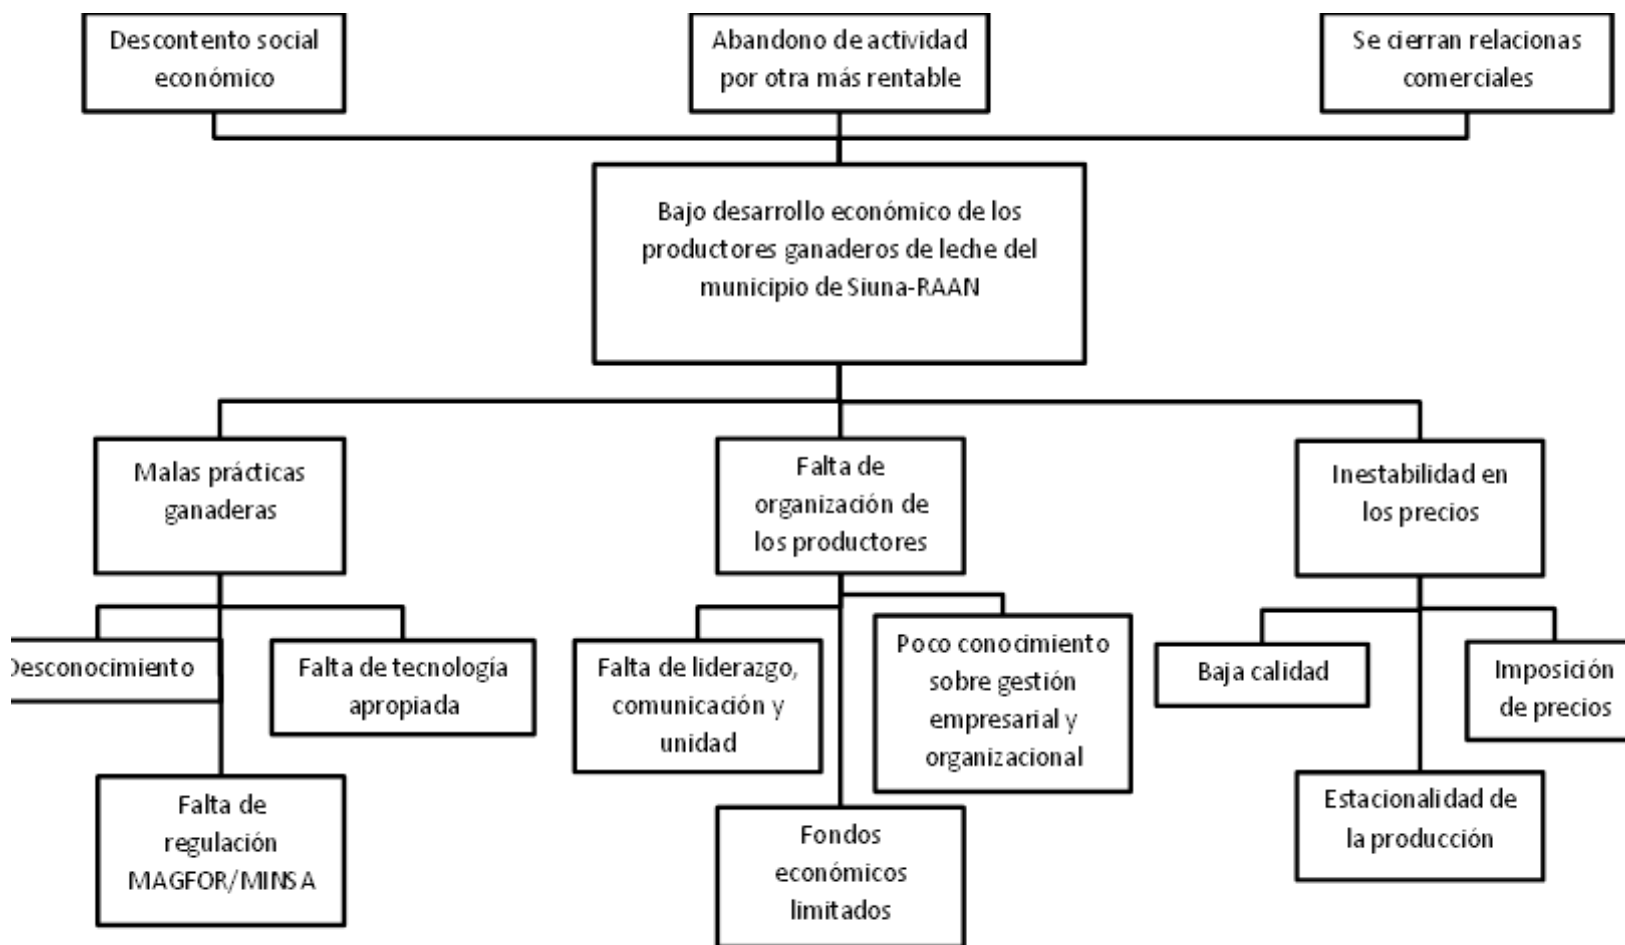 Descontento social
económico
Abandono de actividad
por otra más rentable
Se cierran relacionas
comerciales
Bajo desarrollo económico de los
productores ganaderos de leche del
municipio de Siuna-RAAN
Malas prácticas
ganaderas
Falta de
organización de
los productores
Inestabilidad en
los precios
Desconocimiento
Falta de tecnología
apropiada
Falta de liderazgo,
comunicación y
unidad
Poco conocimiento
sobre gestión
empresarial y
organizacional
Baja calidad
Imposición
de precios
Falta de
regulación
MAGFOR/MINSA
Fondos
económicos
limitados
Estacionalidad de
la producción